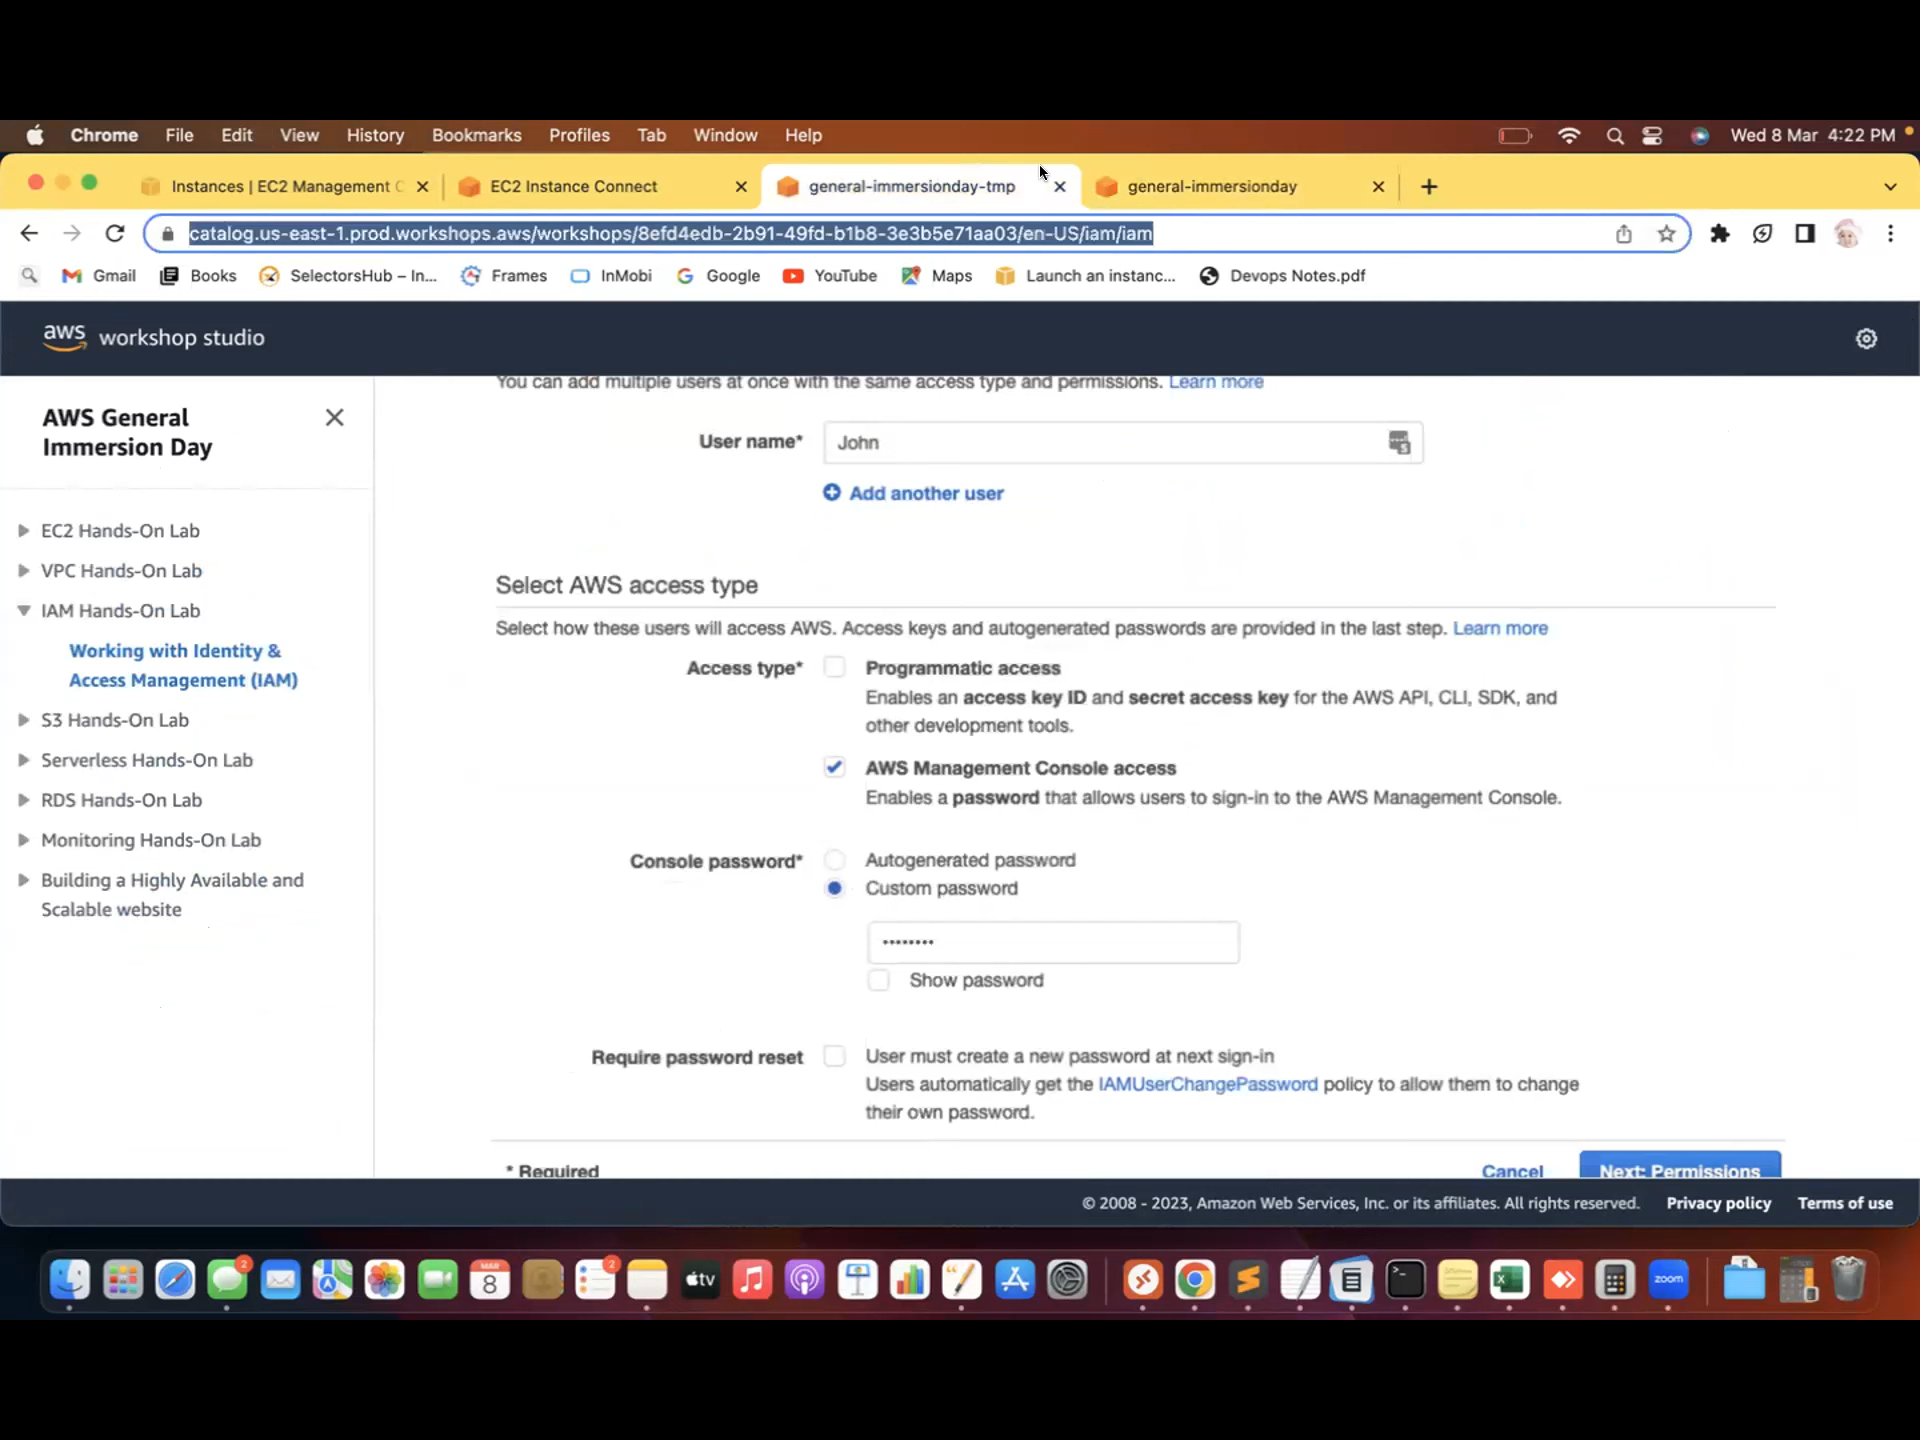 Chrome File Edit View History Bookmarks Profiles Tab Window Help Wed 8 Mar 4:22 PM
Instances | EC2 Management C EC2 Instance Connect general-immersionday-tmp general-immersionday
catalog.us-east-1.prod.workshops.aws/workshops/8efd4edb-2b91-49fd-b1b8-3e3b5e71aa03/en-US/iam/iam
Gmail Books SelectorsHub – In... Frames InMobi Google YouTube Maps Launch an instanc... Devops Notes.pdf
aws workshop studio
AWS General
Immersion Day
EC2 Hands-On Lab
VPC Hands-On Lab
IAM Hands-On Lab
Working with Identity &
Access Management (IAM)
S3 Hands-On Lab
Serverless Hands-On Lab
RDS Hands-On Lab
Monitoring Hands-On Lab
Building a Highly Available and
Scalable website
You can add multiple users at once with the same access type and permissions. Learn more
User name* John
Add another user
Select AWS access type
Select how these users will access AWS. Access keys and autogenerated passwords are provided in the last step. Learn more
Access type* Programmatic access
Enables an access key ID and secret access key for the AWS API, CLI, SDK, and
other development tools.
AWS Management Console access
Enables a password that allows users to sign-in to the AWS Management Console.
Console password* Autogenerated password
Custom password
••••••••
Show password
Require password reset User must create a new password at next sign-in
Users automatically get the IAMUserChangePassword policy to allow them to change
their own password.
* Required Cancel Next: Permissions
© 2008 - 2023, Amazon Web Services, Inc. or its affiliates. All rights reserved. Privacy policy Terms of use
2 MAR 8 2 tv zoom